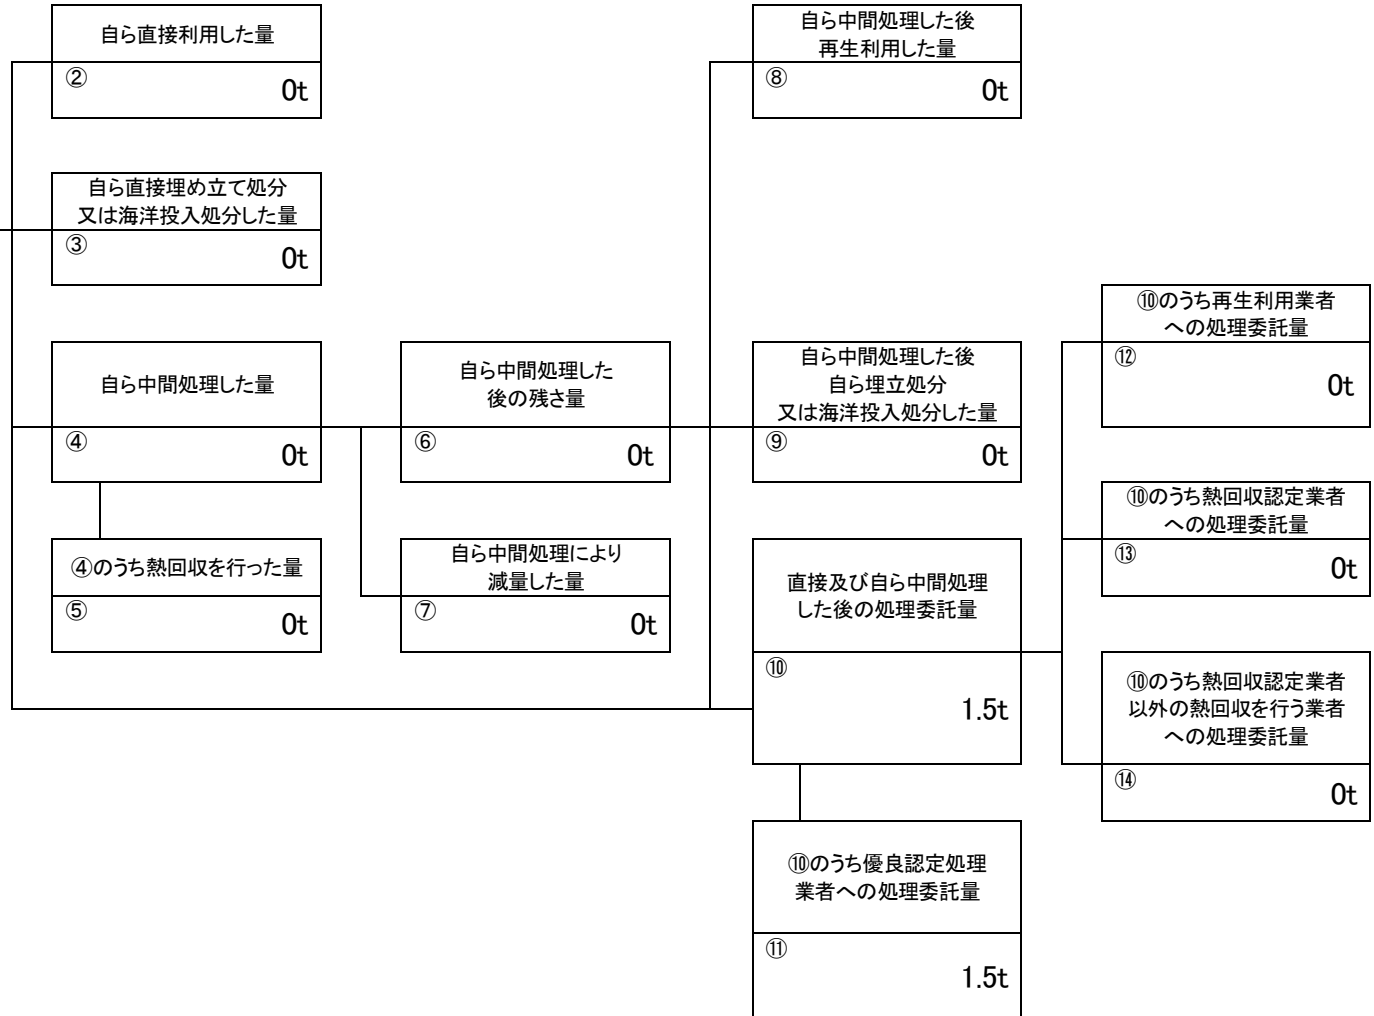 自ら直接利用した量
②
0t
自ら直接埋め立て処分
又は海洋投入処分した量
③
0t
自ら中間処理した量
④
0t
④のうち熱回収を行った量
⑤
0t
自ら中間処理した
後の残さ量
⑥
0t
自ら中間処理により
減量した量
⑦
0t
自ら中間処理した後
再生利用した量
⑧
0t
自ら中間処理した後
自ら埋立処分
又は海洋投入処分した量
⑨
0t
直接及び自ら中間処理
した後の処理委託量
⑩
1.5t
⑩のうち優良認定処理
業者への処理委託量
⑪
1.5t
⑩のうち再生利用業者
への処理委託量
⑫
0t
⑩のうち熱回収認定業者
への処理委託量
⑬
0t
⑩のうち熱回収認定業者
以外の熱回収を行う業者
への処理委託量
⑭
0t